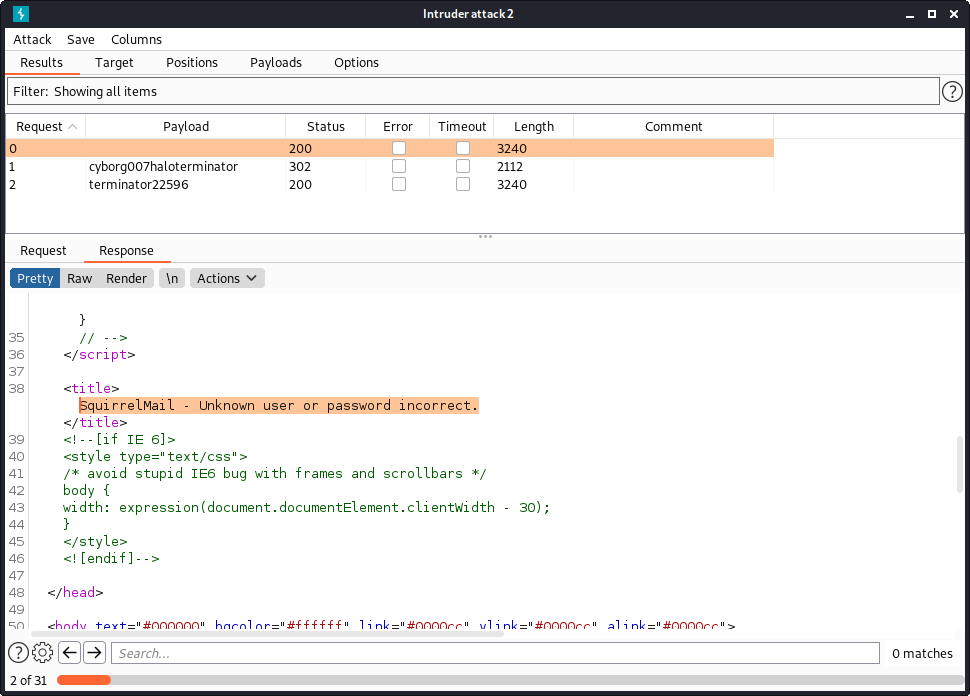 Intruder attack 2
Attack Save Columns
Results Target Positions Payloads Options
Filter: Showing all items ?
Request Payload Status Error Timeout Length Comment
0 200 3240
1 cyborg007haloterminator 302 2112
2 terminator22596 200 3240
Request Response
Pretty Raw Render \n Actions
}
35 // -->
36 </script>
37
38 <title>
SquirrelMail - Unknown user or password incorrect.
</title>
39 <!--[if IE 6]>
40 <style type="text/css">
41 /* avoid stupid IE6 bug with frames and scrollbars */
42 body {
43 width: expression(document.documentElement.clientWidth - 30);
44 }
45 </style>
46 <![endif]-->
47
48 </head>
49
50 <body text="#000000" bgcolor="#ffffff" link="#0000cc" vlink="#0000cc" alink="#0000cc">
? Search... 0 matches
2 of 31